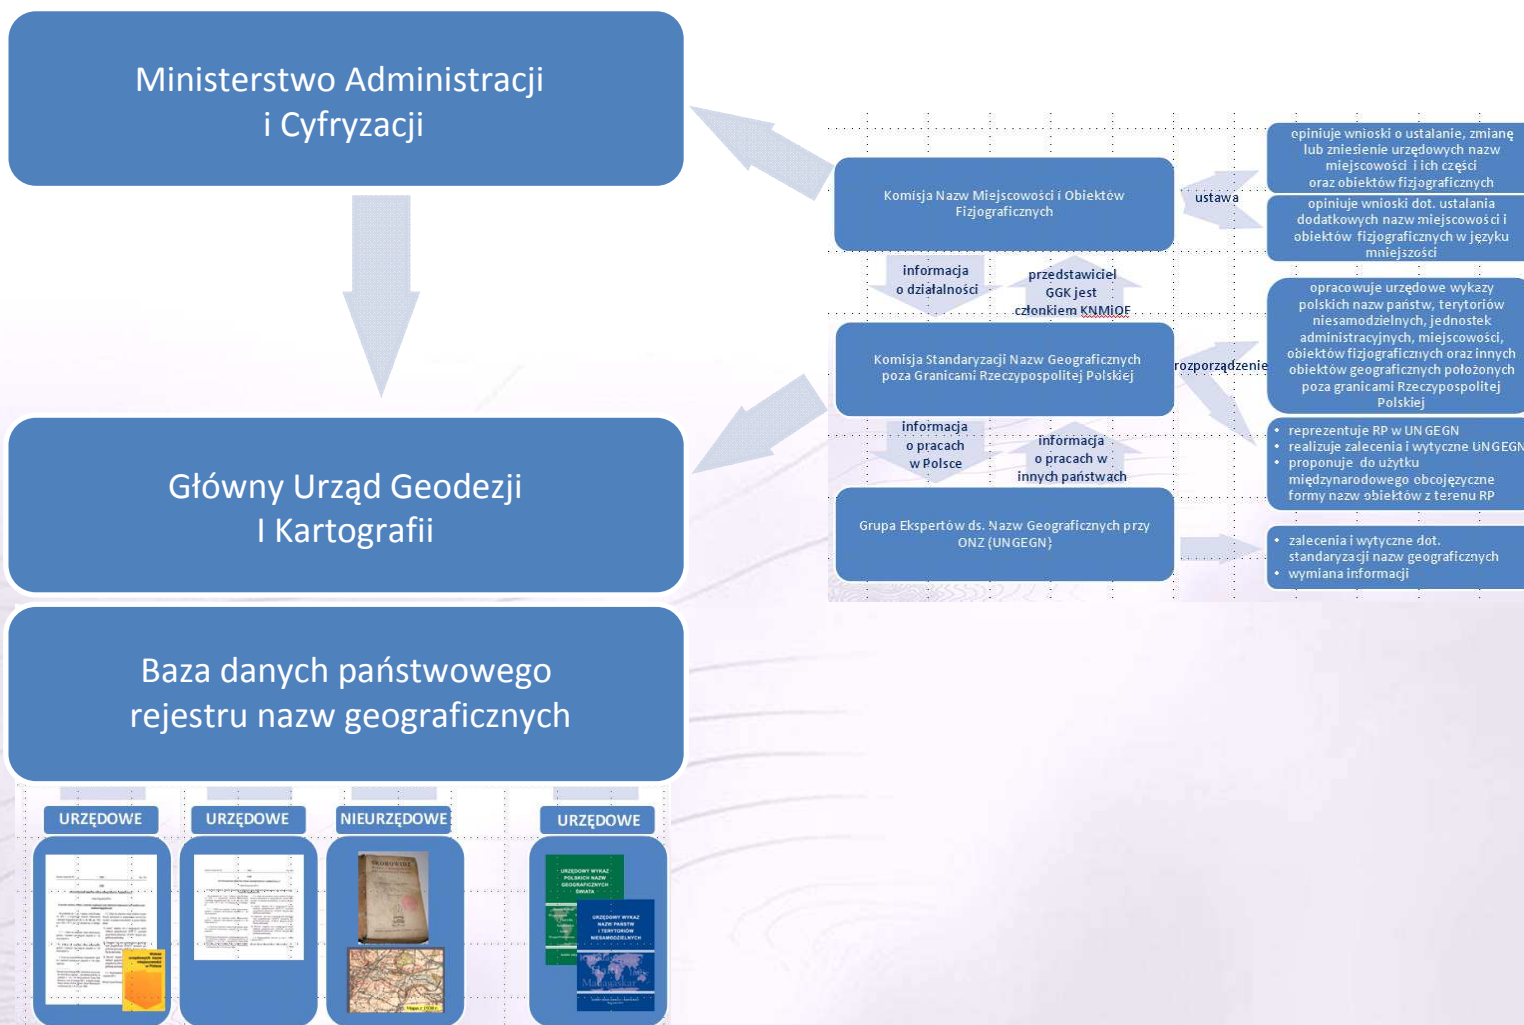 Ministerstwo Administracji
i Cyfryzacji
Główny Urząd Geodezji
I Kartografii
Baza danych państwowego
rejestru nazw geograficznych
Komisja Nazw Miejscowości i Obiektów
Fizjograficznych
ustawa
opiniuje wnioski o ustalanie, zmianę
lub zniesienie urzędowych nazw
miejscowości i ich części
oraz obiektów fizjograficznych
opiniuje wnioski dot. ustalania
dodatkowych nazw miejscowości i
obiektów fizjograficznych w języku
mniejszości
informacja
o działalności
przedstawiciel
GGK jest
członkiem KNMiOF
Komisja Standaryzacji Nazw Geograficznych
poza Granicami Rzeczypospolitej Polskiej
rozporządzenie
opracowuje urzędowe wykazy
polskich nazw państw, terytoriów
niesamodzielnych, jednostek
administracyjnych, miejscowości,
obiektów fizjograficznych oraz innych
obiektów geograficznych położonych
poza granicami Rzeczypospolitej
Polskiej
• reprezentuje RP w UNGEGN
• realizuje zalecenia i wytyczne UNGEGN
• proponuje do użytku
międzynarodowego obcojęzyczne
formy nazw obiektów z terenu RP
informacja
o pracach
w Polsce
informacja
o pracach w
innych państwach
Grupa Ekspertów ds. Nazw Geograficznych przy
ONZ (UNGEGN)
• zalecenia i wytyczne dot.
standaryzacji nazw geograficznych
• wymiana informacji
URZĘDOWE
URZĘDOWE
NIEURZĘDOWE
URZĘDOWE
urzędowych nazw
miejscowości
w Polsce
SKOROWIDZ
URZĘDOWY WYKAZ
POLSKICH NAZW
GEOGRAFICZNYCH
ŚWIATA
URZĘDOWY WYKAZ
NAZW PAŃSTW
I TERYTORIÓW
NIESAMODZIELNYCH